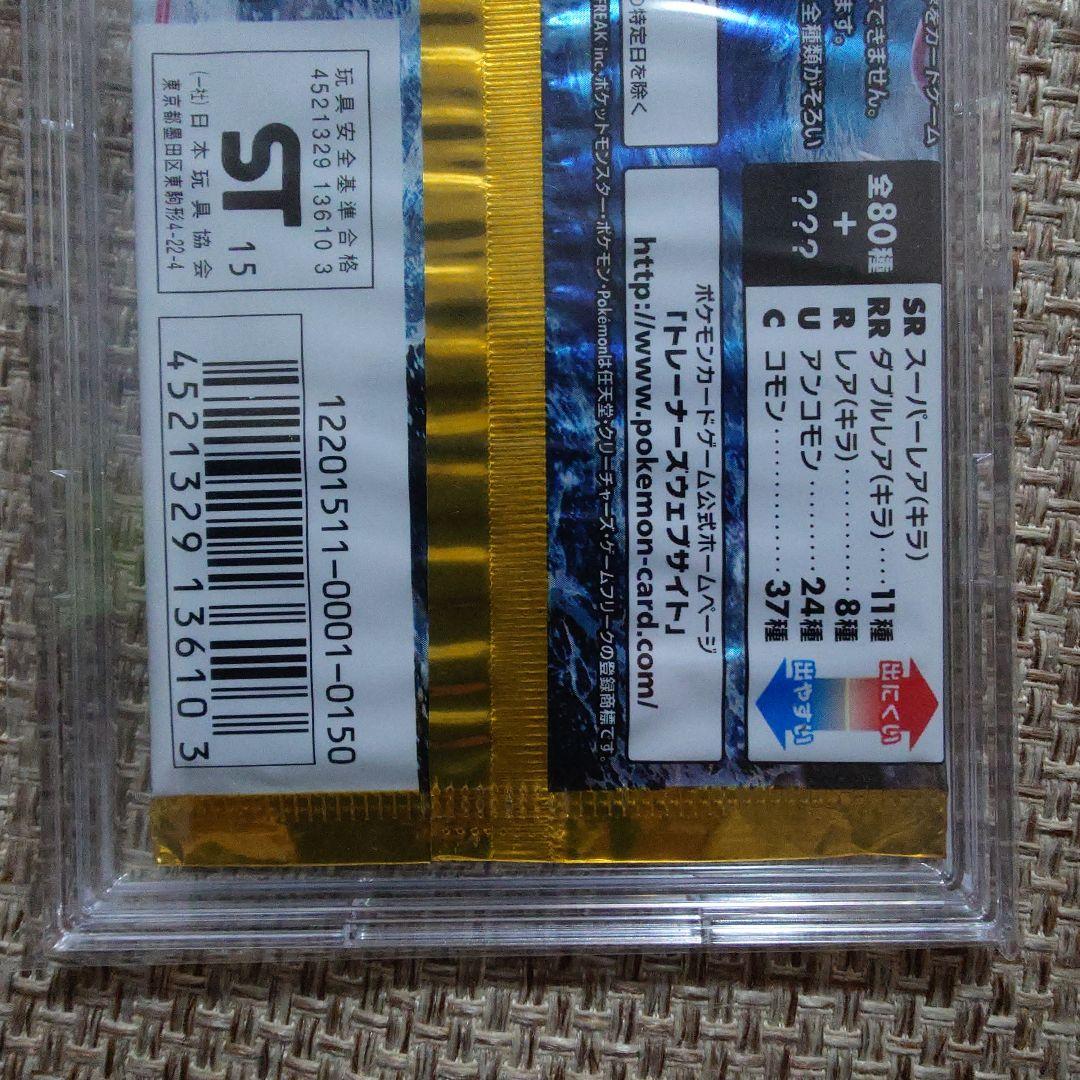 玩具安全基準合格
4521329 13610 3
ST
15
(一社)日本玩具協会
東京都墨田区東駒形4-22-4
12201511-0001-0150
4521329136103
カードゲーム
できません。
全種類がそろい
ます。
の特定日を除く
FREAK inc.
ポケットモンスター・ポケモン・Pokémonは任天堂・クリーチャーズ・ゲームフリークの登録商標です。
ポケモンカードゲーム公式ホームページ
「トレーナーズウェブサイト」
http://www.pokemon-card.com/
全80種
+
???
SR スーパーレア(キラ)
RR ダブルレア(キラ)....11種
R レア(キラ)..........8種
U アンコモン ........24種
C コモン..............37種
出にくい
出やすい